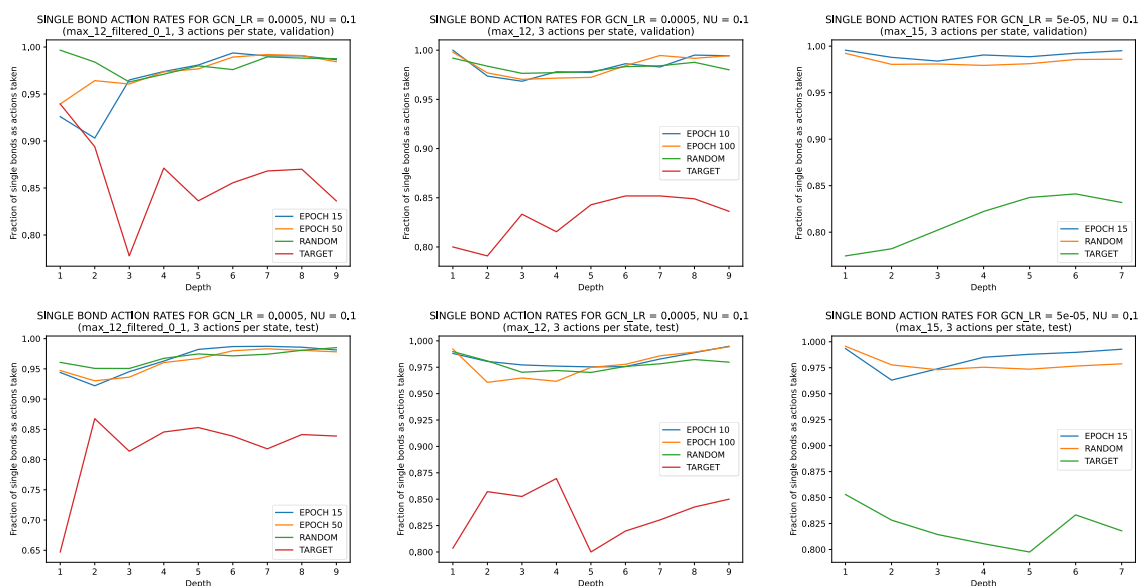 SINGLE BOND ACTION RATES FOR GCN_LR = 0.0005, NU = 0.1
(max_12_filtered_0_1, 3 actions per state, validation)
Fraction of single bonds as actions taken
1.00
0.95
0.90
0.85
0.80
EPOCH 15
EPOCH 50
RANDOM
TARGET
1 2 3 4 5 6 7 8 9
Depth
SINGLE BOND ACTION RATES FOR GCN_LR = 0.0005, NU = 0.1
(max_12, 3 actions per state, validation)
Fraction of single bonds as actions taken
1.00
0.95
0.90
0.85
0.80
EPOCH 10
EPOCH 100
RANDOM
TARGET
1 2 3 4 5 6 7 8 9
Depth
SINGLE BOND ACTION RATES FOR GCN_LR = 5e-05, NU = 0.1
(max_15, 3 actions per state, validation)
Fraction of single bonds as actions taken
1.00
0.95
0.90
0.85
0.80
EPOCH 15
RANDOM
TARGET
1 2 3 4 5 6 7
Depth
SINGLE BOND ACTION RATES FOR GCN_LR = 0.0005, NU = 0.1
(max_12_filtered_0_1, 3 actions per state, test)
Fraction of single bonds as actions taken
1.00
0.95
0.90
0.85
0.80
0.75
0.70
0.65
EPOCH 15
EPOCH 50
RANDOM
TARGET
1 2 3 4 5 6 7 8 9
Depth
SINGLE BOND ACTION RATES FOR GCN_LR = 0.0005, NU = 0.1
(max_12, 3 actions per state, test)
Fraction of single bonds as actions taken
1.000
0.975
0.950
0.925
0.900
0.875
0.850
0.825
0.800
EPOCH 10
EPOCH 100
RANDOM
TARGET
1 2 3 4 5 6 7 8 9
Depth
SINGLE BOND ACTION RATES FOR GCN_LR = 5e-05, NU = 0.1
(max_15, 3 actions per state, test)
Fraction of single bonds as actions taken
1.000
0.975
0.950
0.925
0.900
0.875
0.850
0.825
0.800
EPOCH 15
RANDOM
TARGET
1 2 3 4 5 6 7
Depth